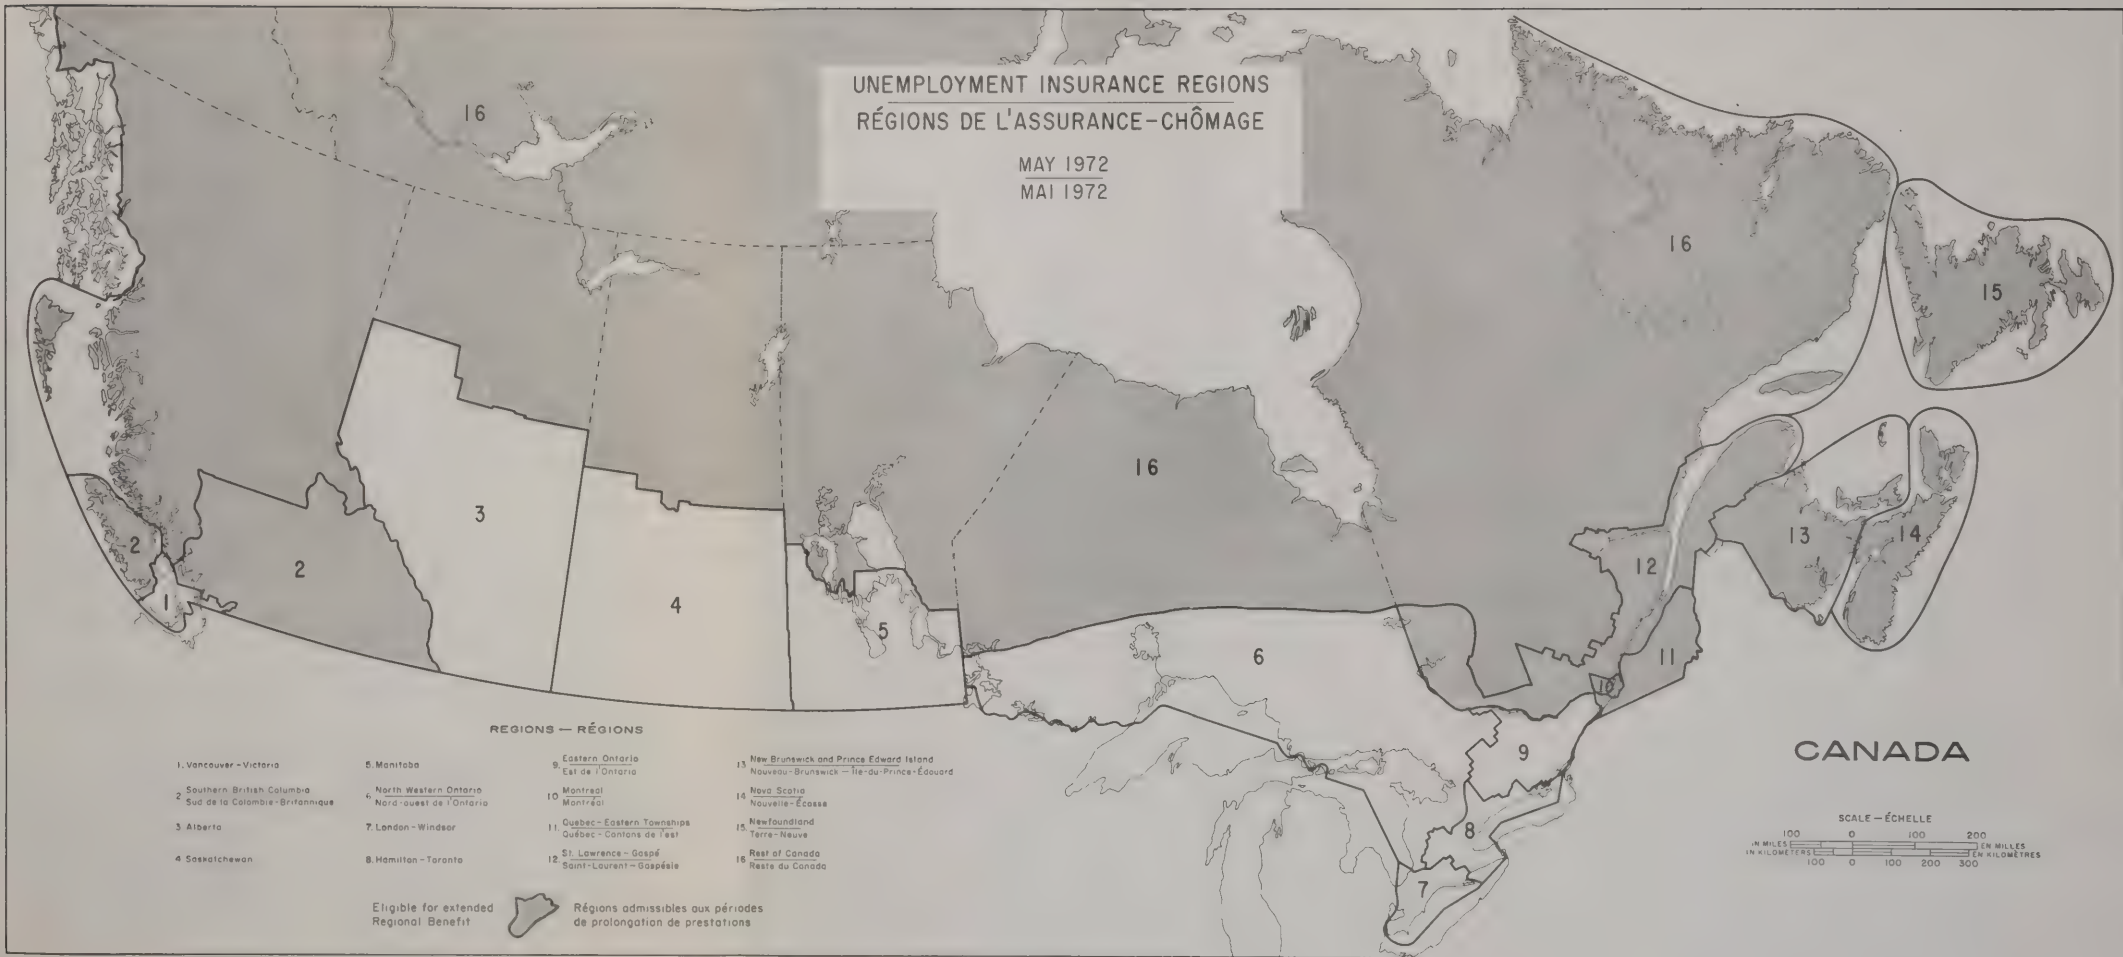 UNEMPLOYMENT INSURANCE REGIONS
RÉGIONS DE L'ASSURANCE-CHÔMAGE
MAY 1972
MAI 1972
16
16
15
16
3
2
2
1
4
5
6
12
13
14
11
10
9
8
7
CANADA
SCALE — ÉCHELLE
100 0 100 200
IN MILES EN MILLES
IN KILOMETERS EN KILOMÈTRES
100 0 100 200 300
REGIONS — RÉGIONS
1. Vancouver - Victoria
2 Southern British Columbia
Sud de la Colombie-Britannique
3 Alberta
4 Saskatchewan
5. Manitoba
6 North Western Ontario
Nord-ouest de l'Ontario
7. London - Windsor
8. Hamilton - Toronto
9. Eastern Ontario
Est de l'Ontario
10 Montreal
Montréal
11. Quebec - Eastern Townships
Québec - Cantons de l'est
12. St. Lawrence - Gaspé
Saint-Laurent - Gaspésie
13 New Brunswick and Prince Edward Island
Nouveau-Brunswick — Île-du-Prince-Édouard
14 Nova Scotia
Nouvelle-Écosse
15. Newfoundland
Terre-Neuve
16 Rest of Canada
Reste du Canada
Eligible for extended
Regional Benefit
Régions admissibles aux périodes
de prolongation de prestations